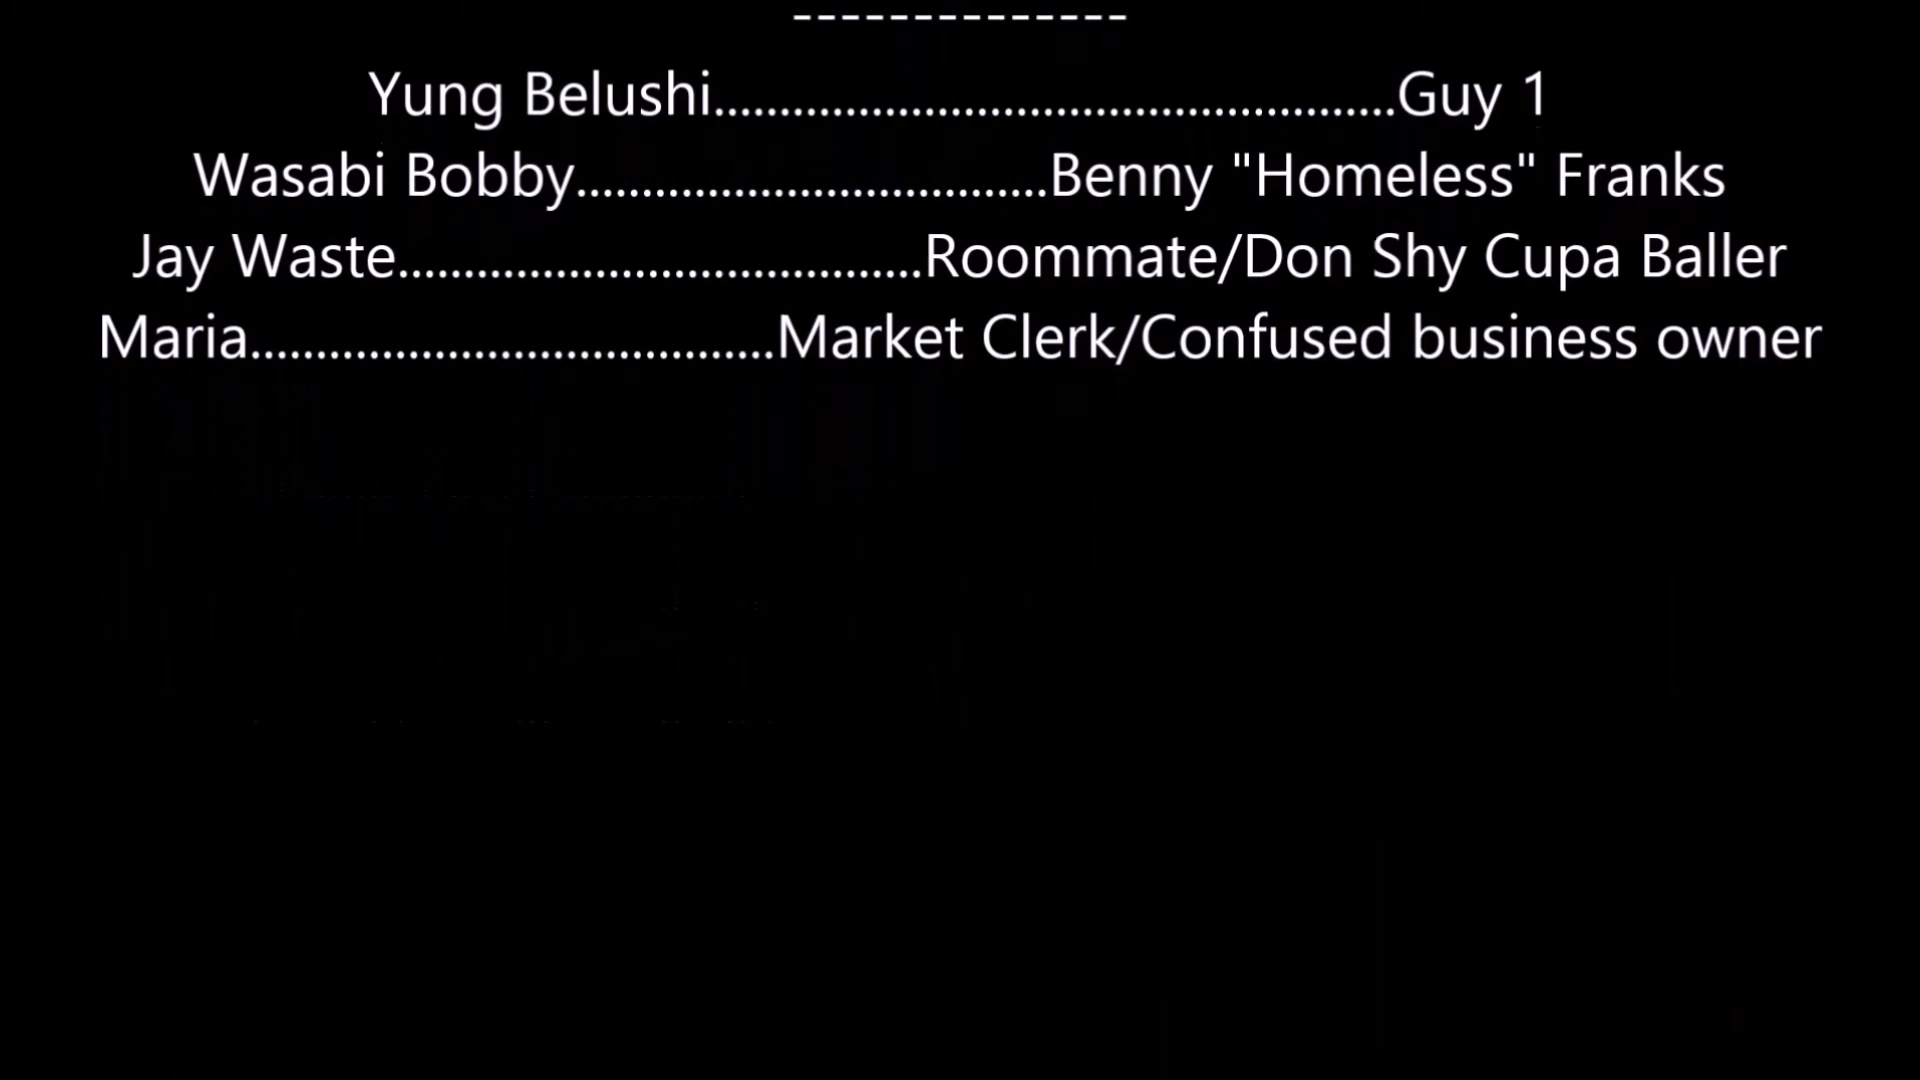 --------------
Yung Belushi....................................................Guy 1
Wasabi Bobby....................................Benny "Homeless" Franks
Jay Waste........................................Roommate/Don Shy Cupa Baller
Maria........................................Market Clerk/Confused business owner